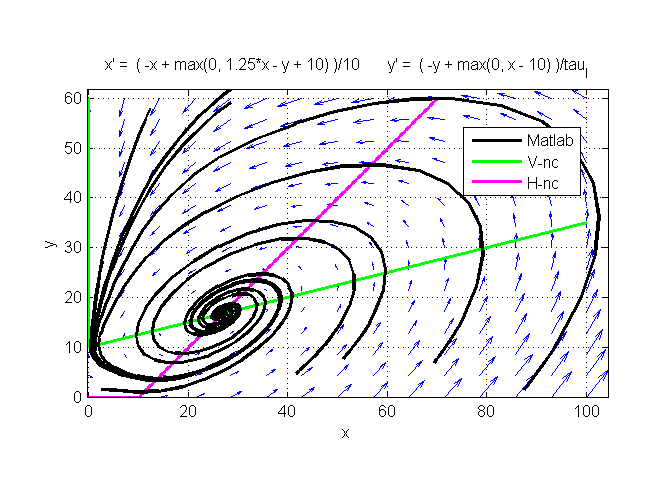 x' = ( -x + max(0, 1.25*x - y + 10) )/10 y' = ( -y + max(0, x - 10) )/tau_I
60
50
40
30
20
10
0
y
Matlab
V-nc
H-nc
0 20 40 60 80 100
x